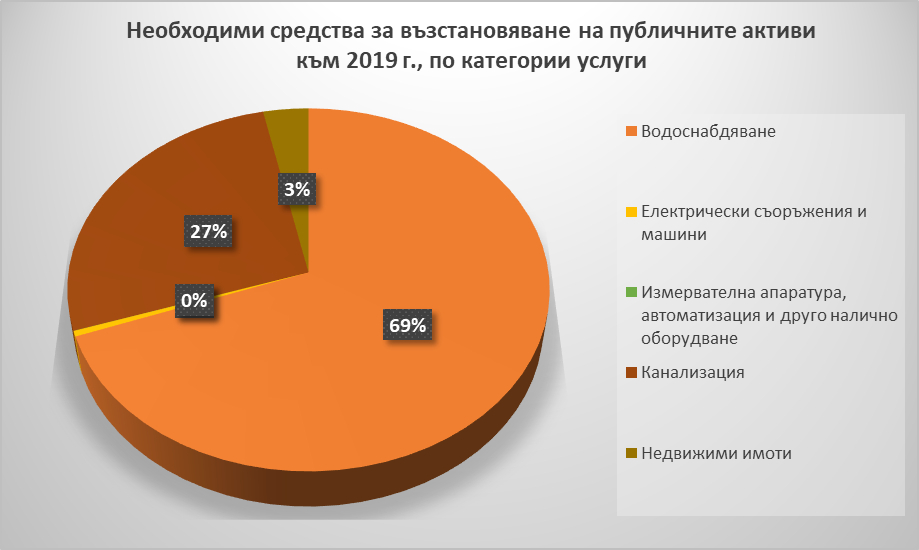 Необходими средства за възстановяване на публичните активи
към 2019 г., по категории услуги
3%
27%
0%
69%
Водоснабдяване
Електрически съоръжения и
машини
Измервателна апаратура,
автоматизация и друго налично
оборудване
Канализация
Недвижими имоти